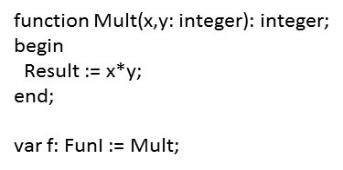 function Mult(x,y: integer): integer;
begin
Result := x*y;
end;
var f: FunI := Mult;